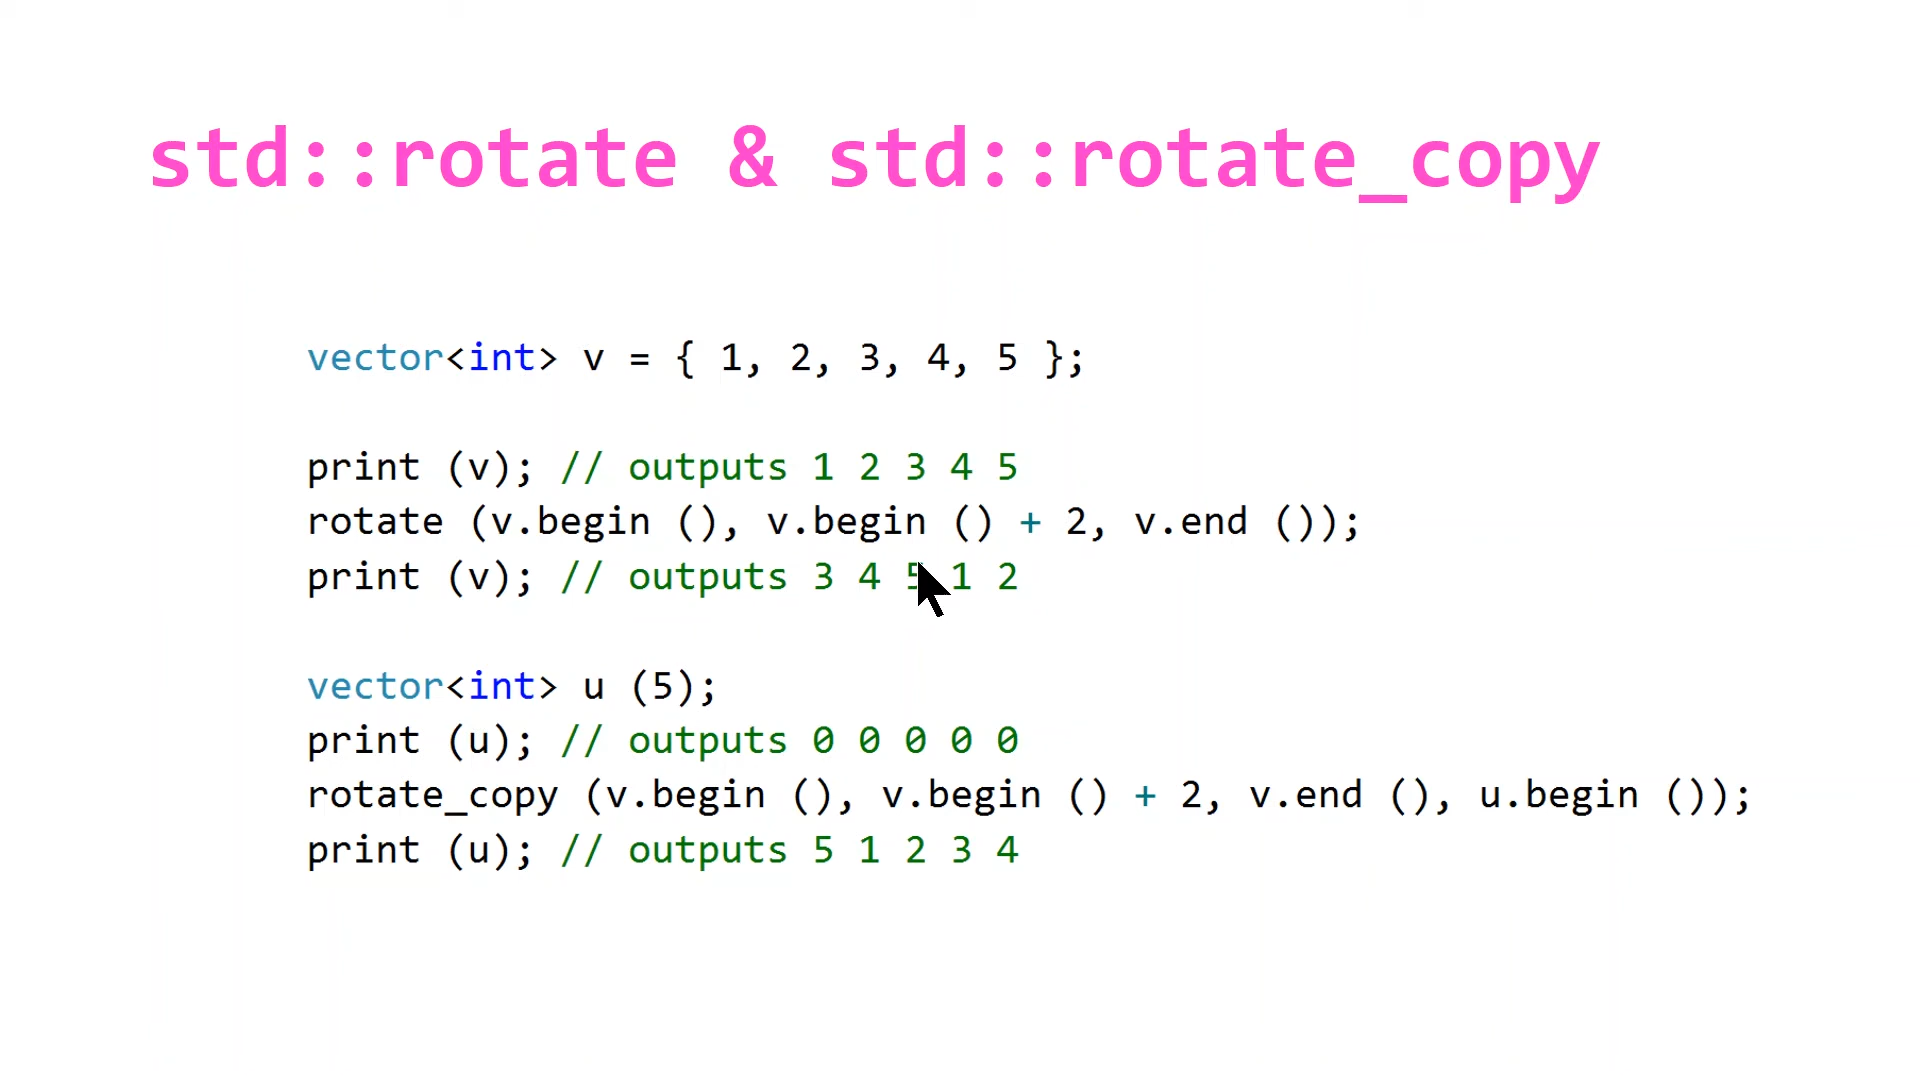 std::rotate & std::rotate_copy
vector<int> v = { 1, 2, 3, 4, 5 };
print (v); // outputs 1 2 3 4 5
rotate (v.begin (), v.begin () + 2, v.end ());
print (v); // outputs 3 4 5 1 2
vector<int> u (5);
print (u); // outputs 0 0 0 0 0
rotate_copy (v.begin (), v.begin () + 2, v.end (), u.begin ());
print (u); // outputs 5 1 2 3 4